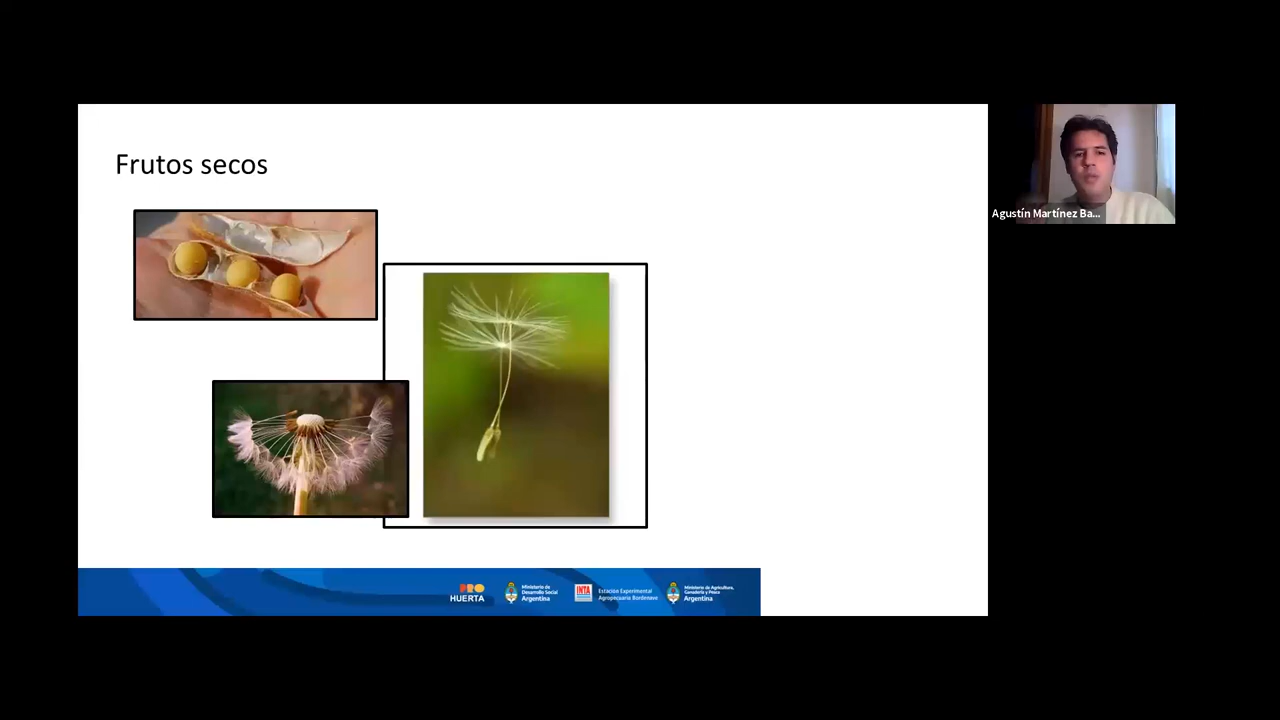 Frutos secos
Agustín Martínez Ba...
PRO
HUERTA
Ministerio de
Desarrollo Social
Argentina
INTA
Estación Experimental
Agropecuaria Bordenave
Ministerio de Agricultura,
Ganadería y Pesca
Argentina